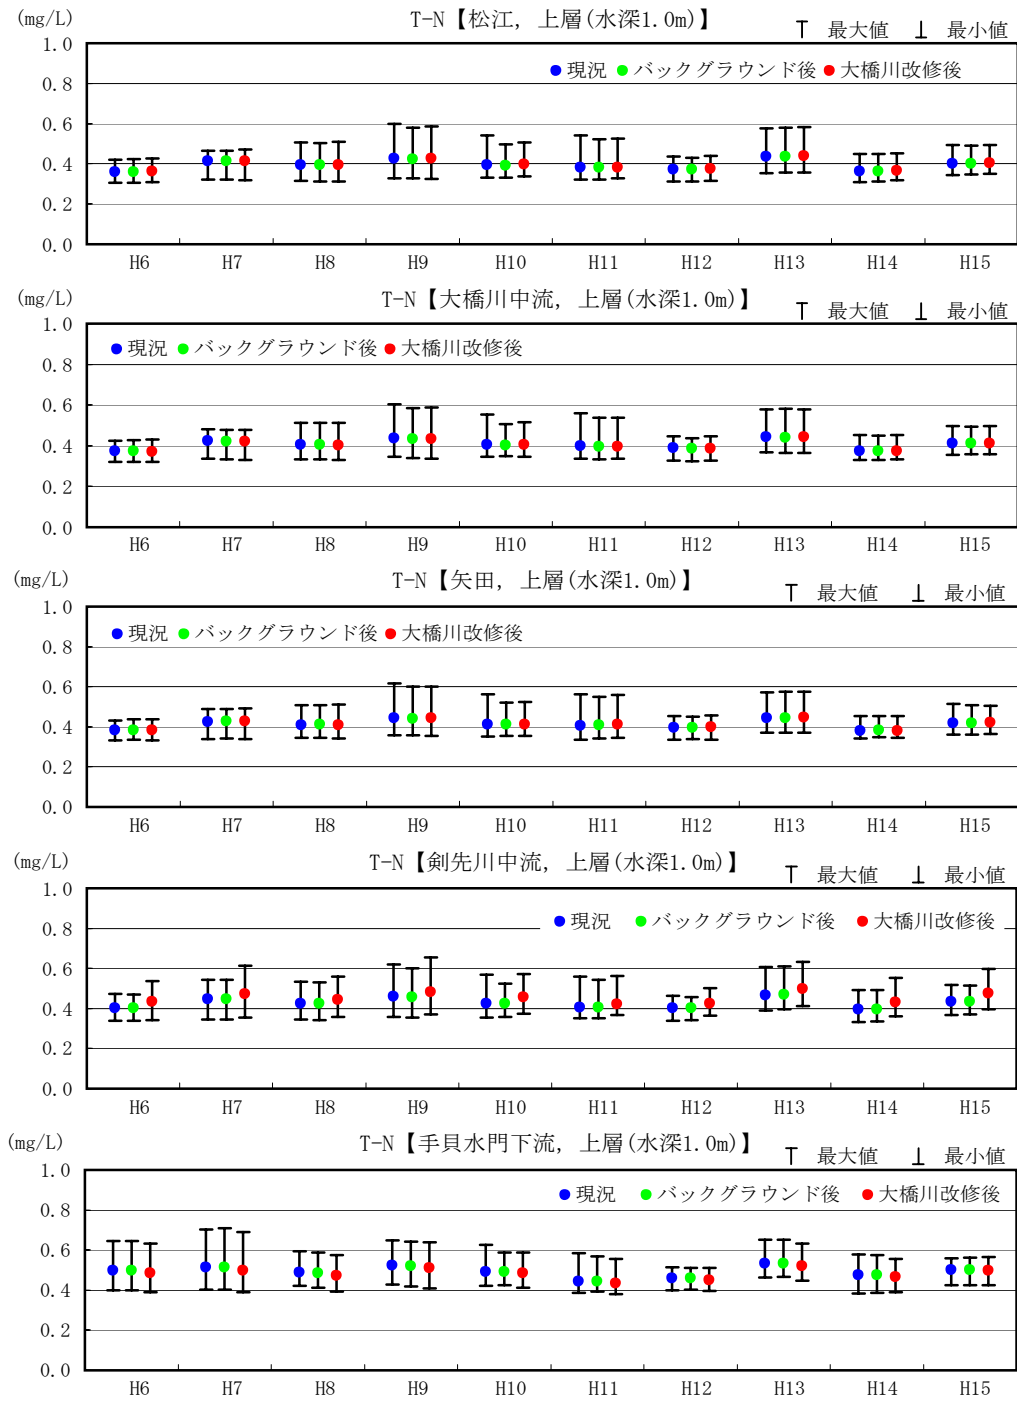 (mg/L) T-N【松江, 上層(水深1.0m)】 最大値 最小値
1.0
● 現況 ● バックグラウンド後 ● 大橋川改修後
0.8
0.6
0.4
0.2
0.0
H6 H7 H8 H9 H10 H11 H12 H13 H14 H15
(mg/L) T-N【大橋川中流, 上層(水深1.0m)】 最大値 最小値
1.0
● 現況 ● バックグラウンド後 ● 大橋川改修後
0.8
0.6
0.4
0.2
0.0
H6 H7 H8 H9 H10 H11 H12 H13 H14 H15
(mg/L) T-N【矢田, 上層(水深1.0m)】 最大値 最小値
1.0
● 現況 ● バックグラウンド後 ● 大橋川改修後
0.8
0.6
0.4
0.2
0.0
H6 H7 H8 H9 H10 H11 H12 H13 H14 H15
(mg/L) T-N【剣先川中流, 上層(水深1.0m)】 最大値 最小値
1.0
● 現況 ● バックグラウンド後 ● 大橋川改修後
0.8
0.6
0.4
0.2
0.0
H6 H7 H8 H9 H10 H11 H12 H13 H14 H15
(mg/L) T-N【手貝水門下流, 上層(水深1.0m)】 最大値 最小値
1.0
● 現況 ● バックグラウンド後 ● 大橋川改修後
0.8
0.6
0.4
0.2
0.0
H6 H7 H8 H9 H10 H11 H12 H13 H14 H15